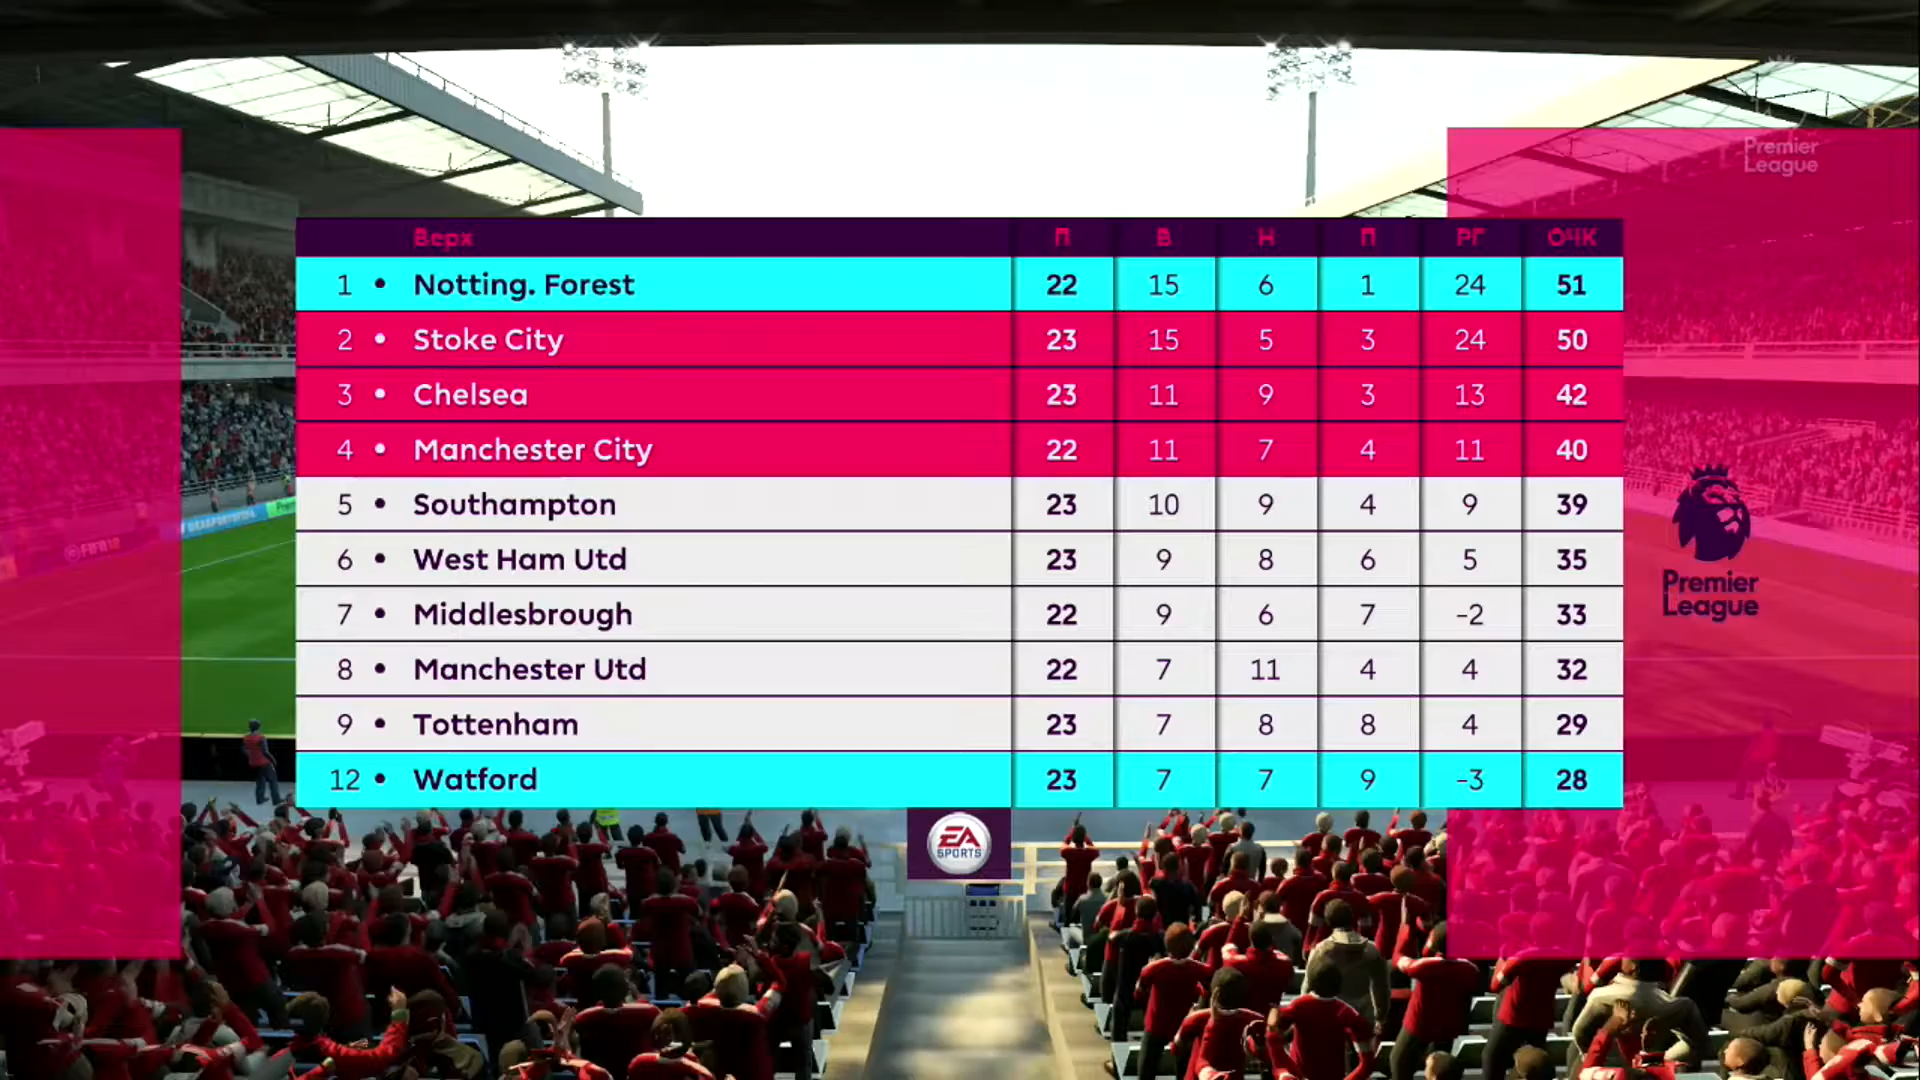 Premier
League
Верх П В Н П РГ ОЧК
1 • Notting. Forest 22 15 6 1 24 51
2 • Stoke City 23 15 5 3 24 50
3 • Chelsea 23 11 9 3 13 42
4 • Manchester City 22 11 7 4 11 40
5 • Southampton 23 10 9 4 9 39
6 • West Ham Utd 23 9 8 6 5 35
7 • Middlesbrough 22 9 6 7 -2 33
8 • Manchester Utd 22 7 11 4 4 32
9 • Tottenham 23 7 8 8 4 29
12 • Watford 23 7 7 9 -3 28
Premier
League
FIFA 18
EA
SPORTS